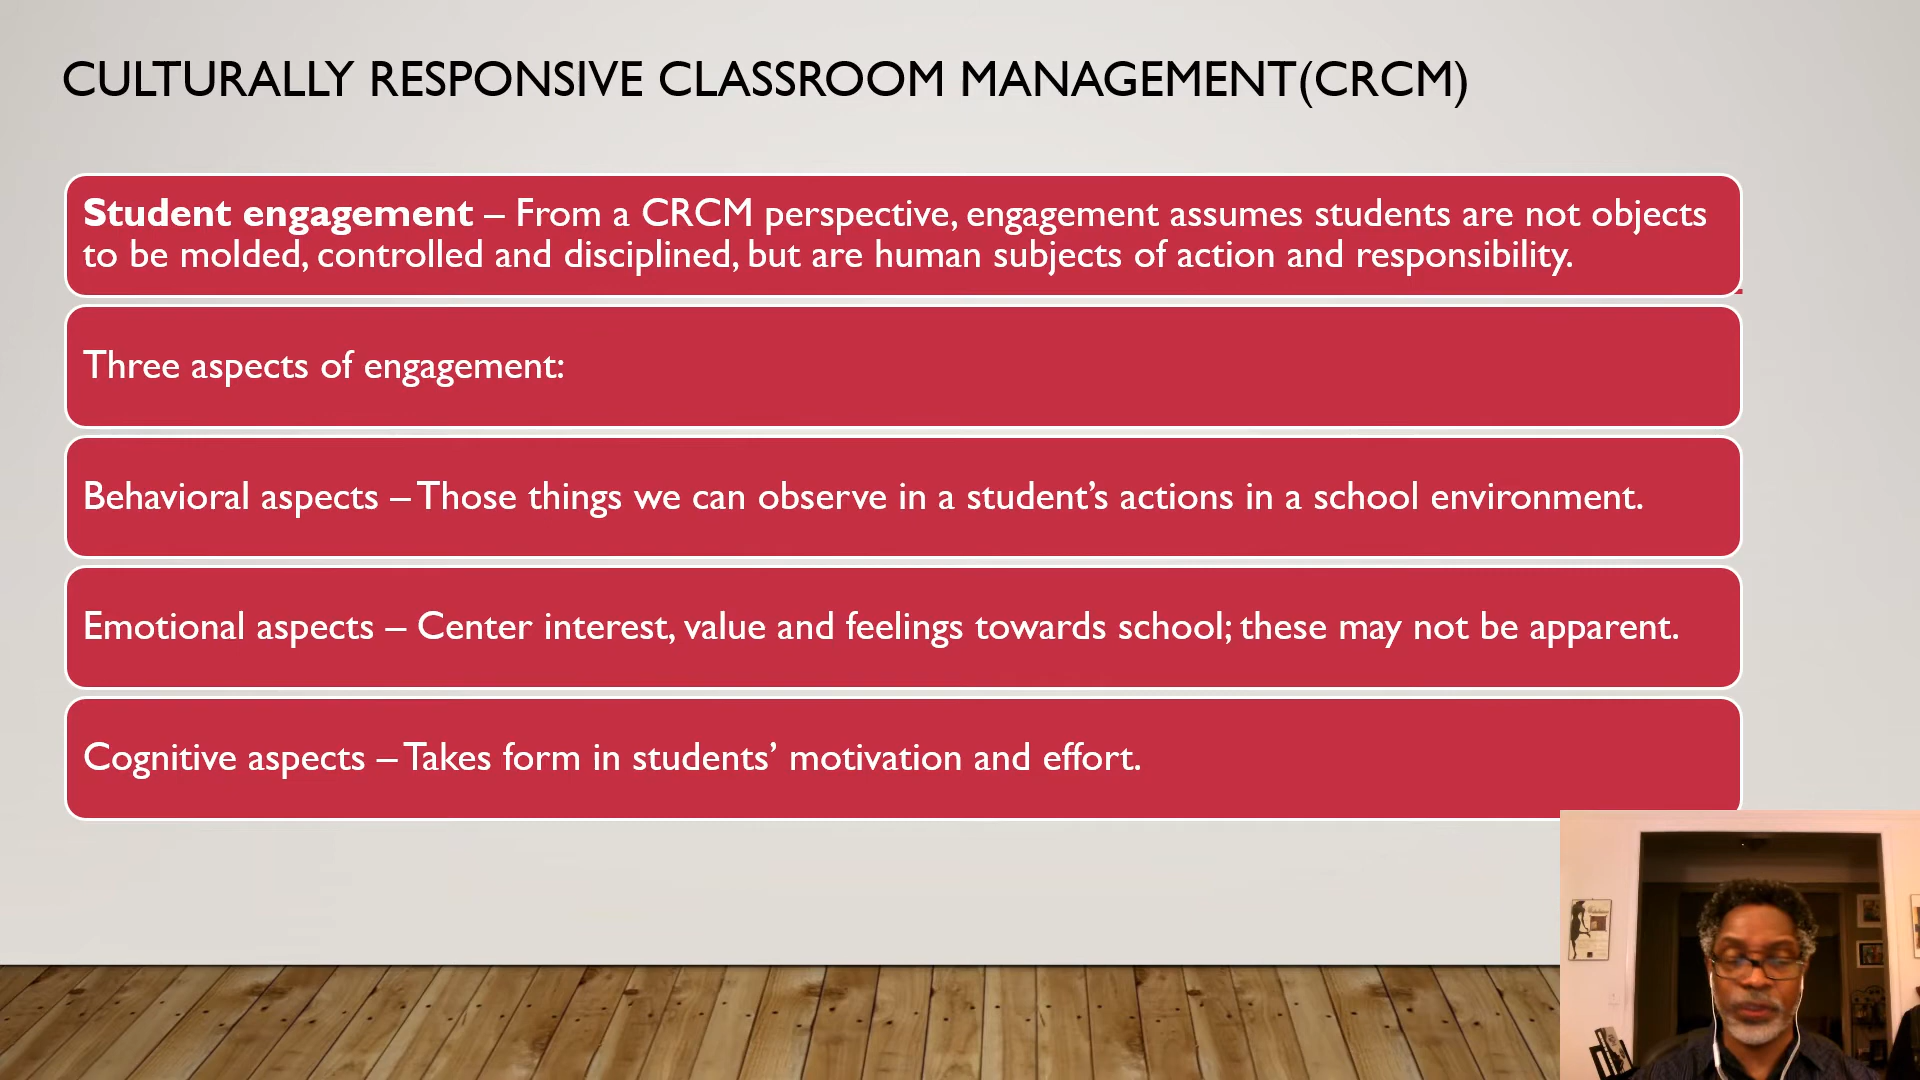 CULTURALLY RESPONSIVE CLASSROOM MANAGEMENT(CRCM)
Student engagement – From a CRCM perspective, engagement assumes students are not objects
to be molded, controlled and disciplined, but are human subjects of action and responsibility.
Three aspects of engagement:
Behavioral aspects – Those things we can observe in a student’s actions in a school environment.
Emotional aspects – Center interest, value and feelings towards school; these may not be apparent.
Cognitive aspects – Takes form in students’ motivation and effort.